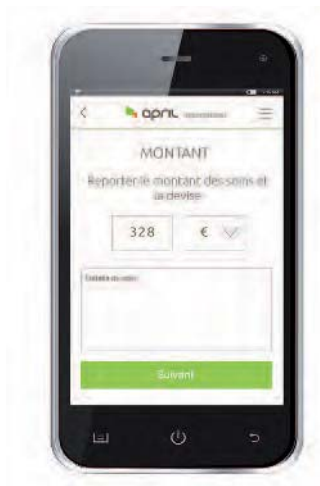 april
MONTANT
Reporter le montant des soins et
la devise
328 €
Suivant